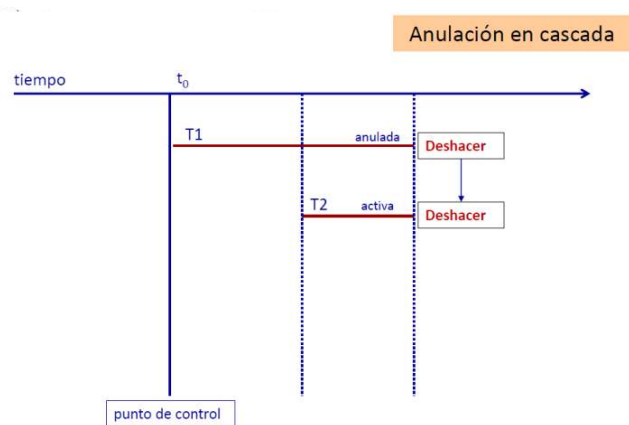 Anulación en cascada
tiempo
t0
T1
anulada
Deshacer
T2
activa
Deshacer
punto de control